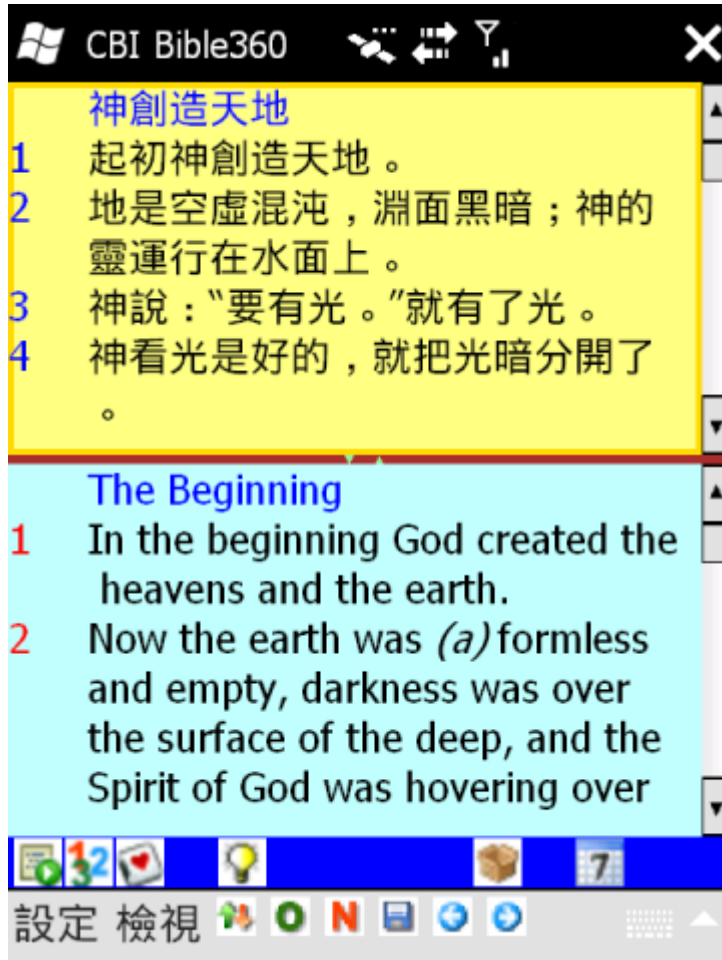 CBI Bible360
神創造天地
1 起初神創造天地。
2 地是空虛混沌，淵面黑暗；神的
靈運行在水面上。
3 神說：〝要有光。〞就有了光。
4 神看光是好的，就把光暗分開了
。
The Beginning
1 In the beginning God created the
heavens and the earth.
2 Now the earth was (a) formless
and empty, darkness was over
the surface of the deep, and the
Spirit of God was hovering over
132 7
設定 檢視 O N